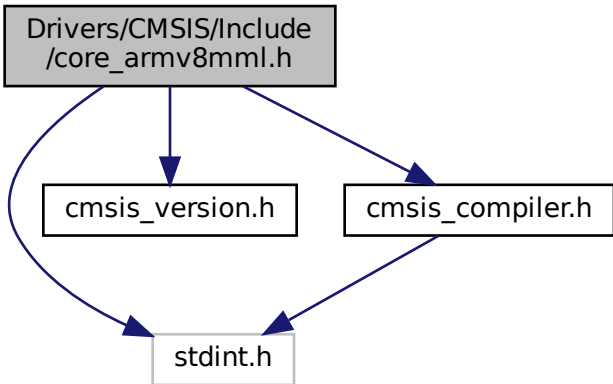 Drivers/CMSIS/Include
/core_armv8mml.h
cmsis_version.h
cmsis_compiler.h
stdint.h